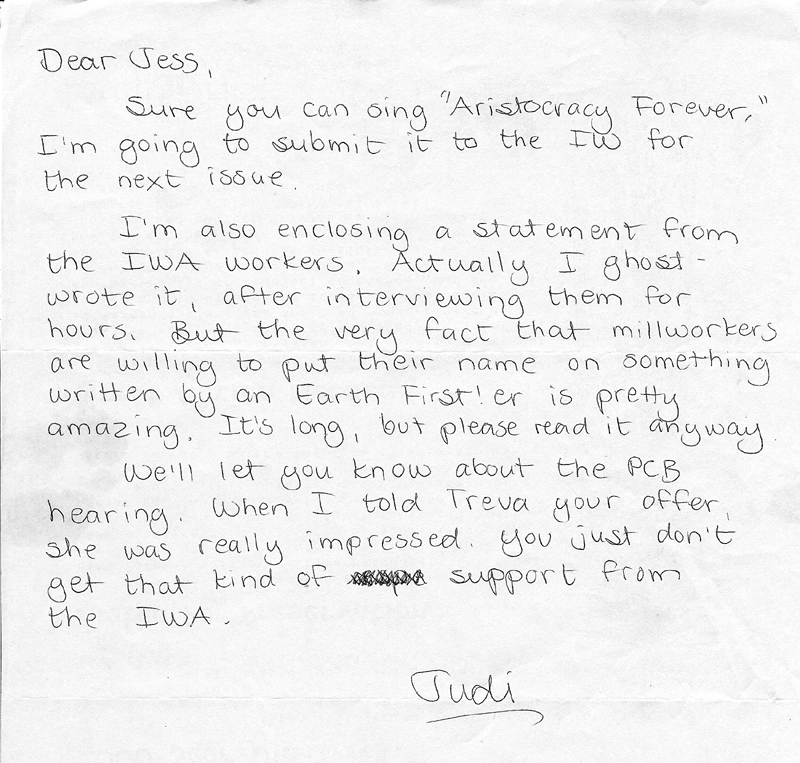 Dear Jess,
Sure you can sing "Aristocracy Forever."
I'm going to submit it to the IW for
the next issue.
I'm also enclosing a statement from
the IWA workers. Actually I ghost-
wrote it, after interviewing them for
hours. But the very fact that millworkers
are willing to put their name on something
written by an Earth First!er is pretty
amazing. It's long, but please read it anyway.
We'll let you know about the PCB
hearing. When I told Treva your offer,
she was really impressed. You just don't
get that kind of support from
the IWA.
Judi